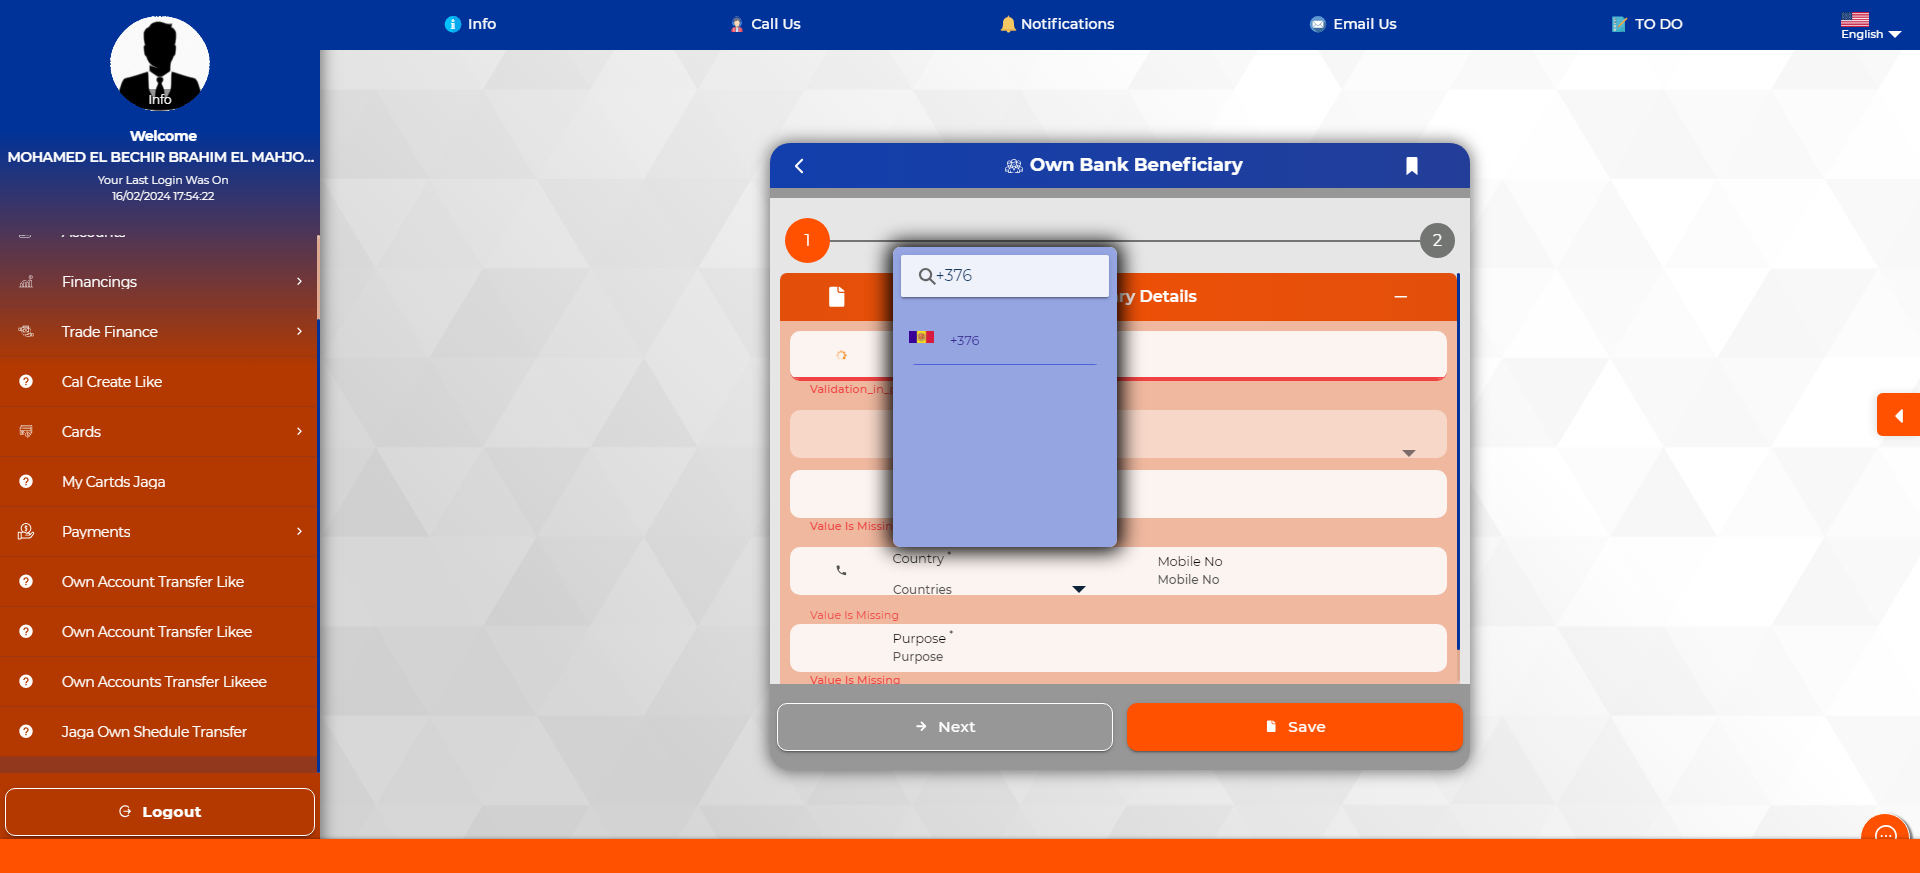 Info
Call Us
Notifications
Email Us
TO DO
English
Info
Welcome
MOHAMED EL BECHIR BRAHIM EL MAHJO...
Your Last Login Was On
16/02/2024 17:54:22
Accounts
Financings
Trade Finance
Cal Create Like
Cards
My Cartds Jaga
Payments
Own Account Transfer Like
Own Account Transfer Likee
Own Accounts Transfer Likeee
Jaga Own Shedule Transfer
Logout
Own Bank Beneficiary
1
2
+376
ry Details
+376
Validation_in_
Value Is Missin
Country *
Countries
Mobile No
Mobile No
Value Is Missing
Purpose *
Purpose
Value Is Missing
Next
Save